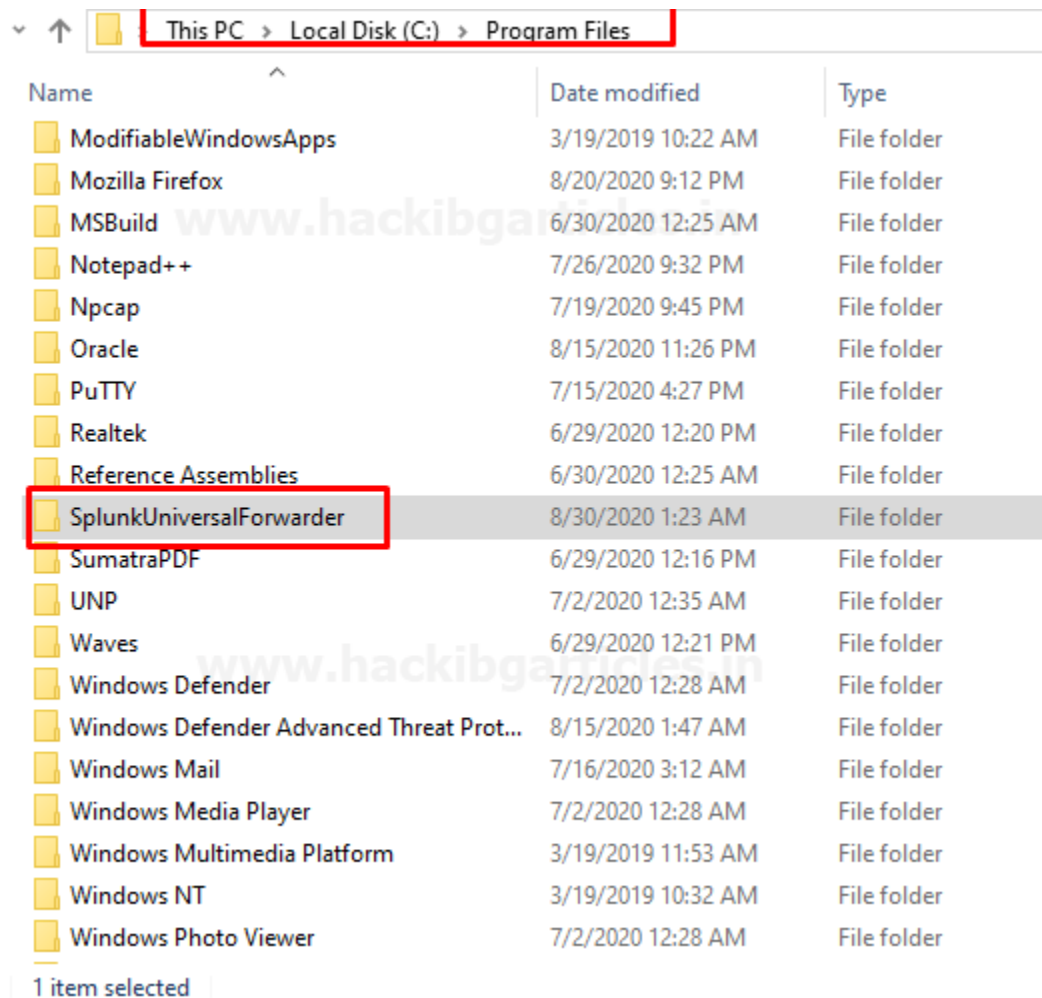 This PC > Local Disk (C:) > Program Files
Name Date modified Type
ModifiableWindowsApps 3/19/2019 10:22 AM File folder
Mozilla Firefox 8/20/2020 9:12 PM File folder
www.hackibgarticles.in
MSBuild 6/30/2020 12:25 AM File folder
Notepad++ 7/26/2020 9:32 PM File folder
Npcap 7/19/2020 9:45 PM File folder
Oracle 8/15/2020 11:26 PM File folder
PuTTY 7/15/2020 4:27 PM File folder
Realtek 6/29/2020 12:20 PM File folder
Reference Assemblies 6/30/2020 12:25 AM File folder
SplunkUniversalForwarder 8/30/2020 1:23 AM File folder
SumatraPDF 6/29/2020 12:16 PM File folder
UNP 7/2/2020 12:35 AM File folder
Waves 6/29/2020 12:21 PM File folder
www.hackibgarticles.in
Windows Defender 7/2/2020 12:28 AM File folder
Windows Defender Advanced Threat Prot... 8/15/2020 1:47 AM File folder
Windows Mail 7/16/2020 3:12 AM File folder
Windows Media Player 7/2/2020 12:28 AM File folder
Windows Multimedia Platform 3/19/2019 11:53 AM File folder
Windows NT 3/19/2019 10:32 AM File folder
Windows Photo Viewer 7/2/2020 12:28 AM File folder
1 item selected